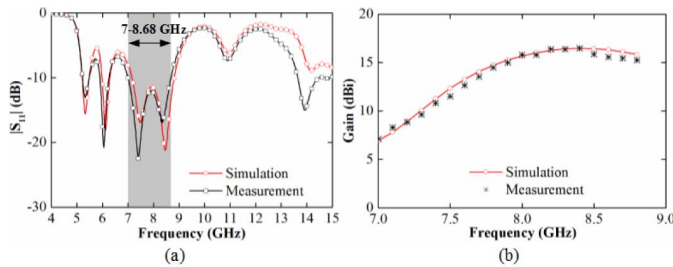 7-8.68 GHz
|S11| (dB)
0
-10
-20
-30
Simulation
Measurement
4 5 6 7 8 9 10 11 12 13 14 15
Frequency (GHz)
(a)
Gain (dBi)
20
15
10
5
0
Simulation
Measurement
7.0 7.5 8.0 8.5 9.0
Frequency (GHz)
(b)